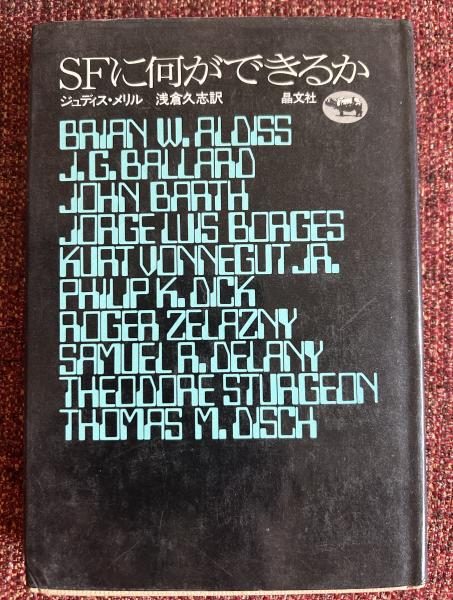 SFに何ができるか
ジュディス・メリル 浅倉久志訳 晶文社
BRIAN W. ALDISS
J. G. BALLARD
JOHN BARTH
JORGE LUIS BORGES
KURT VONNEGUT JR.
PHILIP K. DICK
ROGER ZELAZNY
SAMUEL R. DELANY
THEODORE STURGEON
THOMAS M. DISCH